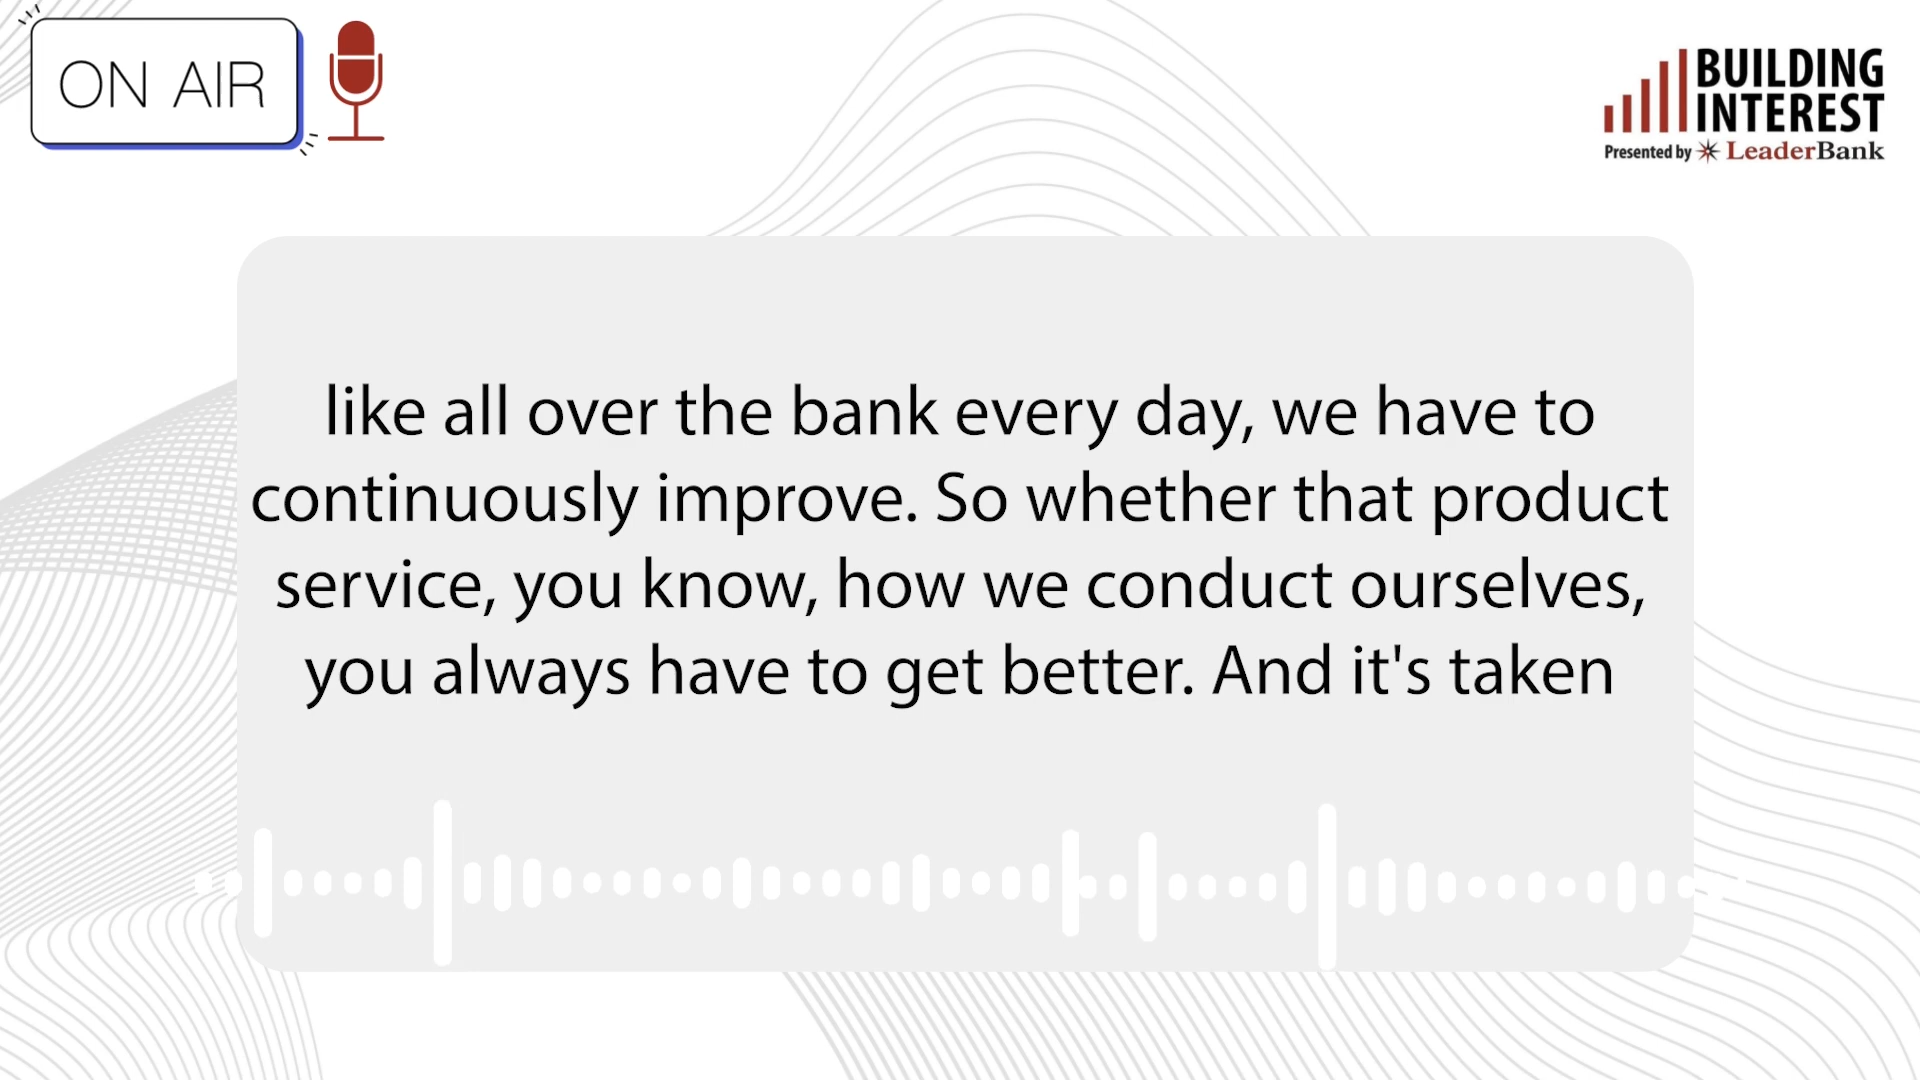 ON AIR
BUILDING
INTEREST
Presented by LeaderBank
like all over the bank every day, we have to
continuously improve. So whether that product
service, you know, how we conduct ourselves,
you always have to get better. And it's taken